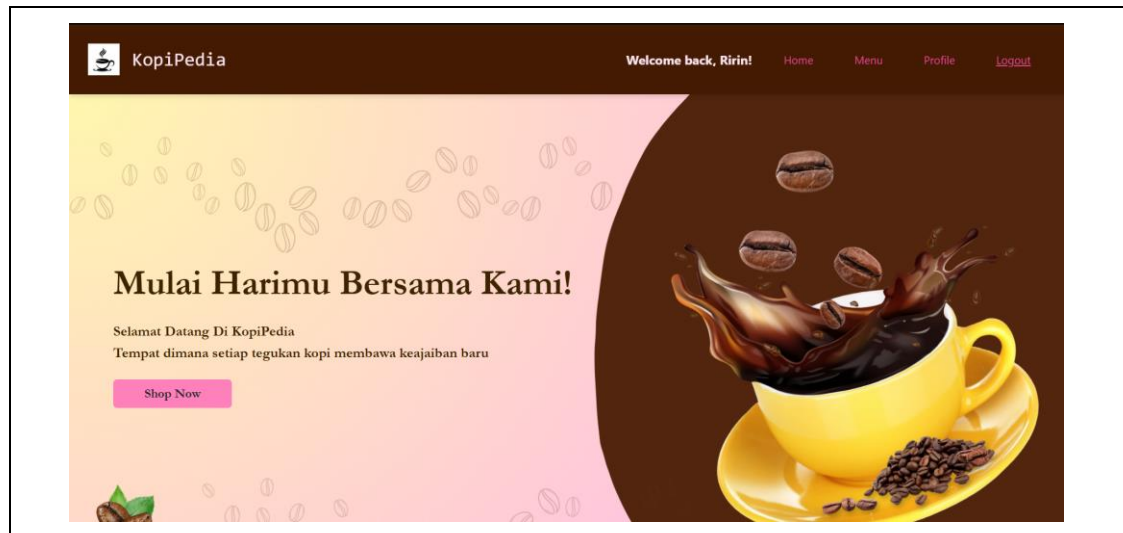 KopiPedia
Welcome back, Ririn! Home Menu Profile Logout
Mulai Harimu Bersama Kami!
Selamat Datang Di KopiPedia
Tempat dimana setiap tegukan kopi membawa keajaiban baru
Shop Now